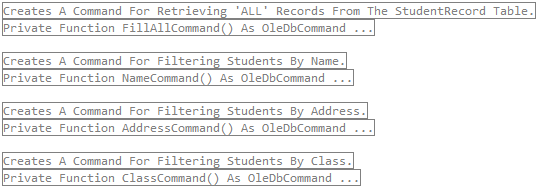 Creates A Command For Retrieving 'ALL' Records From The StudentRecord Table.
Private Function FillAllCommand() As OleDbCommand ...
Creates A Command For Filtering Students By Name.
Private Function NameCommand() As OleDbCommand ...
Creates A Command For Filtering Students By Address.
Private Function AddressCommand() As OleDbCommand ...
Creates A Command For Filtering Students By Class.
Private Function ClassCommand() As OleDbCommand ...